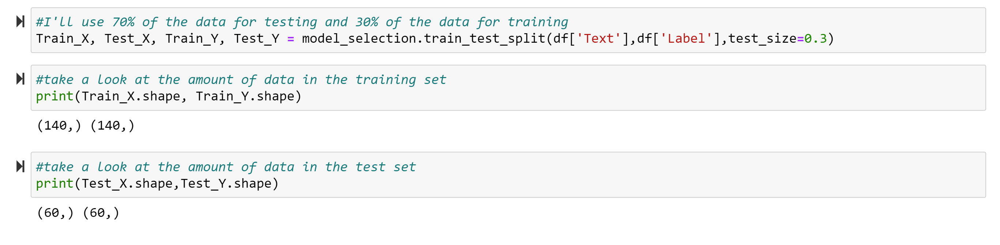 #I'll use 70% of the data for testing and 30% of the data for training
Train_X, Test_X, Train_Y, Test_Y = model_selection.train_test_split(df['Text'],df['Label'],test_size=0.3)
#take a look at the amount of data in the training set
print(Train_X.shape, Train_Y.shape)
(140,) (140,)
#take a look at the amount of data in the test set
print(Test_X.shape,Test_Y.shape)
(60,) (60,)